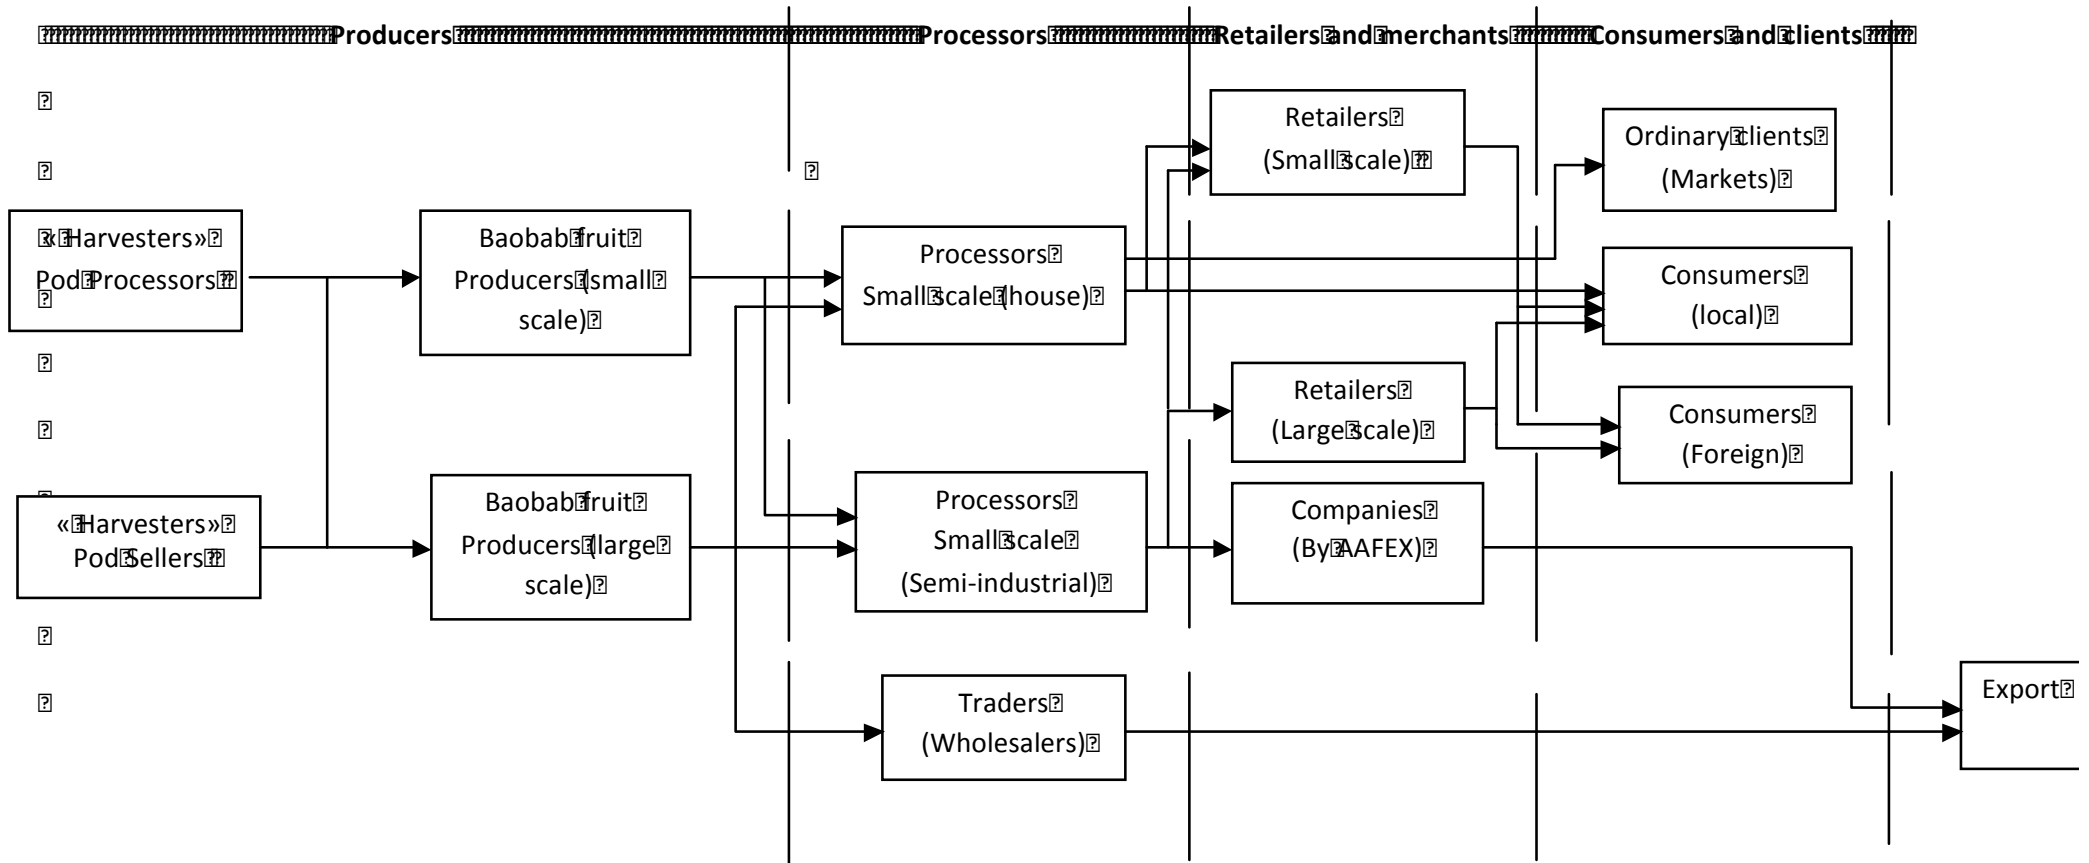 Producers Processors Retailers and merchants Consumers and clients
« Harvesters»
Pod Processors
Baobab fruit
Producers (small
scale)
Processors
Small scale (house)
Retailers
(Small scale)
Ordinary clients
(Markets)
Consumers
(local)
Retailers
(Large scale)
Consumers
(Foreign)
« Harvesters»
Pod Sellers
Baobab fruit
Producers (large
scale)
Processors
Small scale
(Semi-industrial)
Companies
(By AAFEX)
Traders
(Wholesalers)
Export